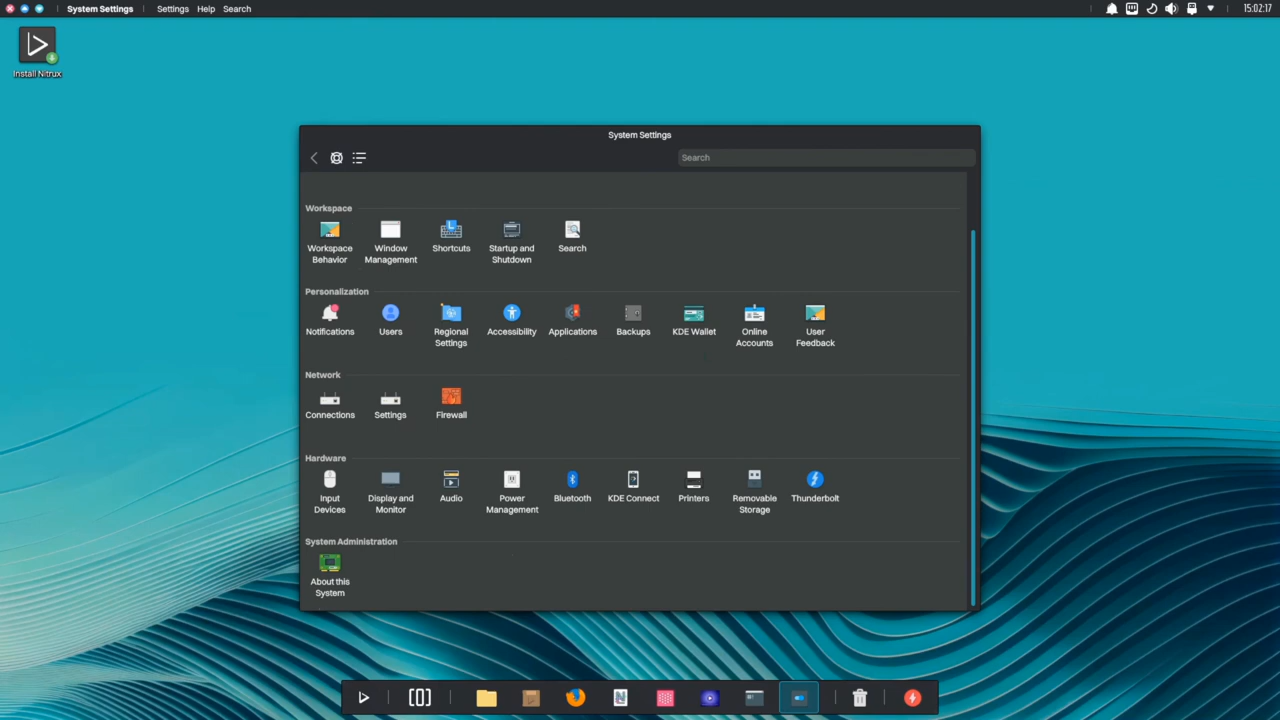 System Settings Settings Help Search 15:02:17
Install Nitrux
System Settings
Search
Workspace
Workspace Behavior
Window Management
Shortcuts
Startup and Shutdown
Search
Personalization
Notifications
Users
Regional Settings
Accessibility
Applications
Backups
KDE Wallet
Online Accounts
User Feedback
Network
Connections
Settings
Firewall
Hardware
Input Devices
Display and Monitor
Audio
Power Management
Bluetooth
KDE Connect
Printers
Removable Storage
Thunderbolt
System Administration
About this System